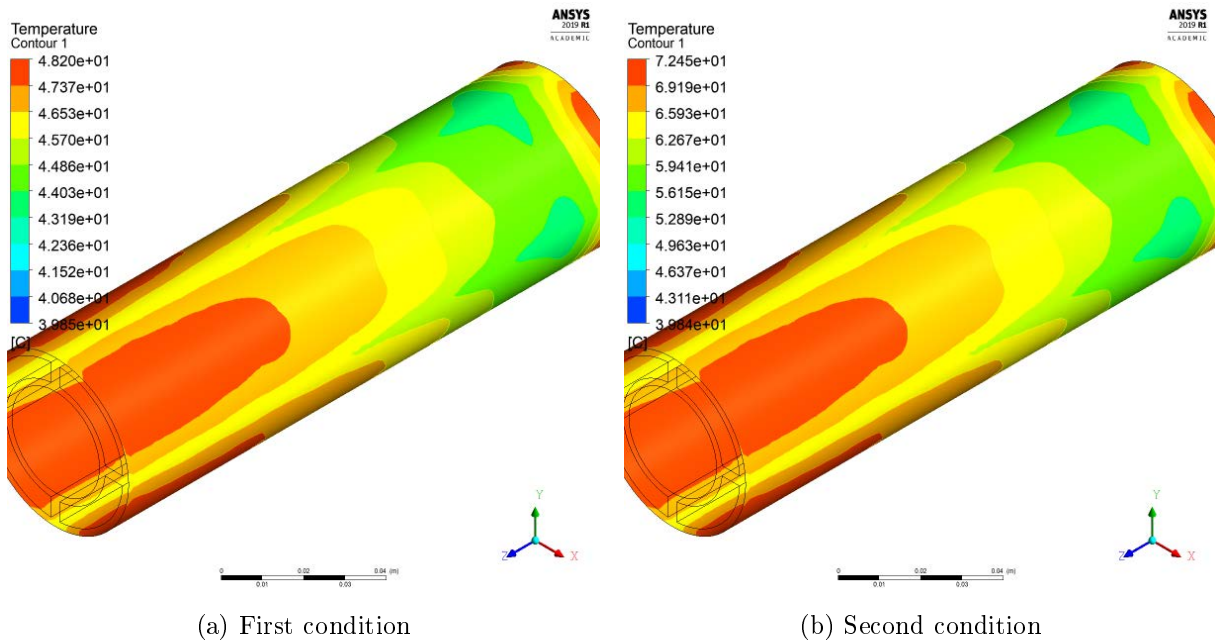 ANSYS
2019 R1
ACADEMIC
Temperature
Contour 1
4.820e+01
4.737e+01
4.653e+01
4.570e+01
4.486e+01
4.403e+01
4.319e+01
4.236e+01
4.152e+01
4.068e+01
3.985e+01
[C]
Y
Z
X
0
0.02
0.04 (m)
0.01
0.03
(a) First condition
ANSYS
2019 R1
ACADEMIC
Temperature
Contour 1
7.245e+01
6.919e+01
6.593e+01
6.267e+01
5.941e+01
5.615e+01
5.289e+01
4.963e+01
4.637e+01
4.311e+01
3.984e+01
[C]
Y
Z
X
0
0.02
0.04 (m)
0.01
0.03
(b) Second condition